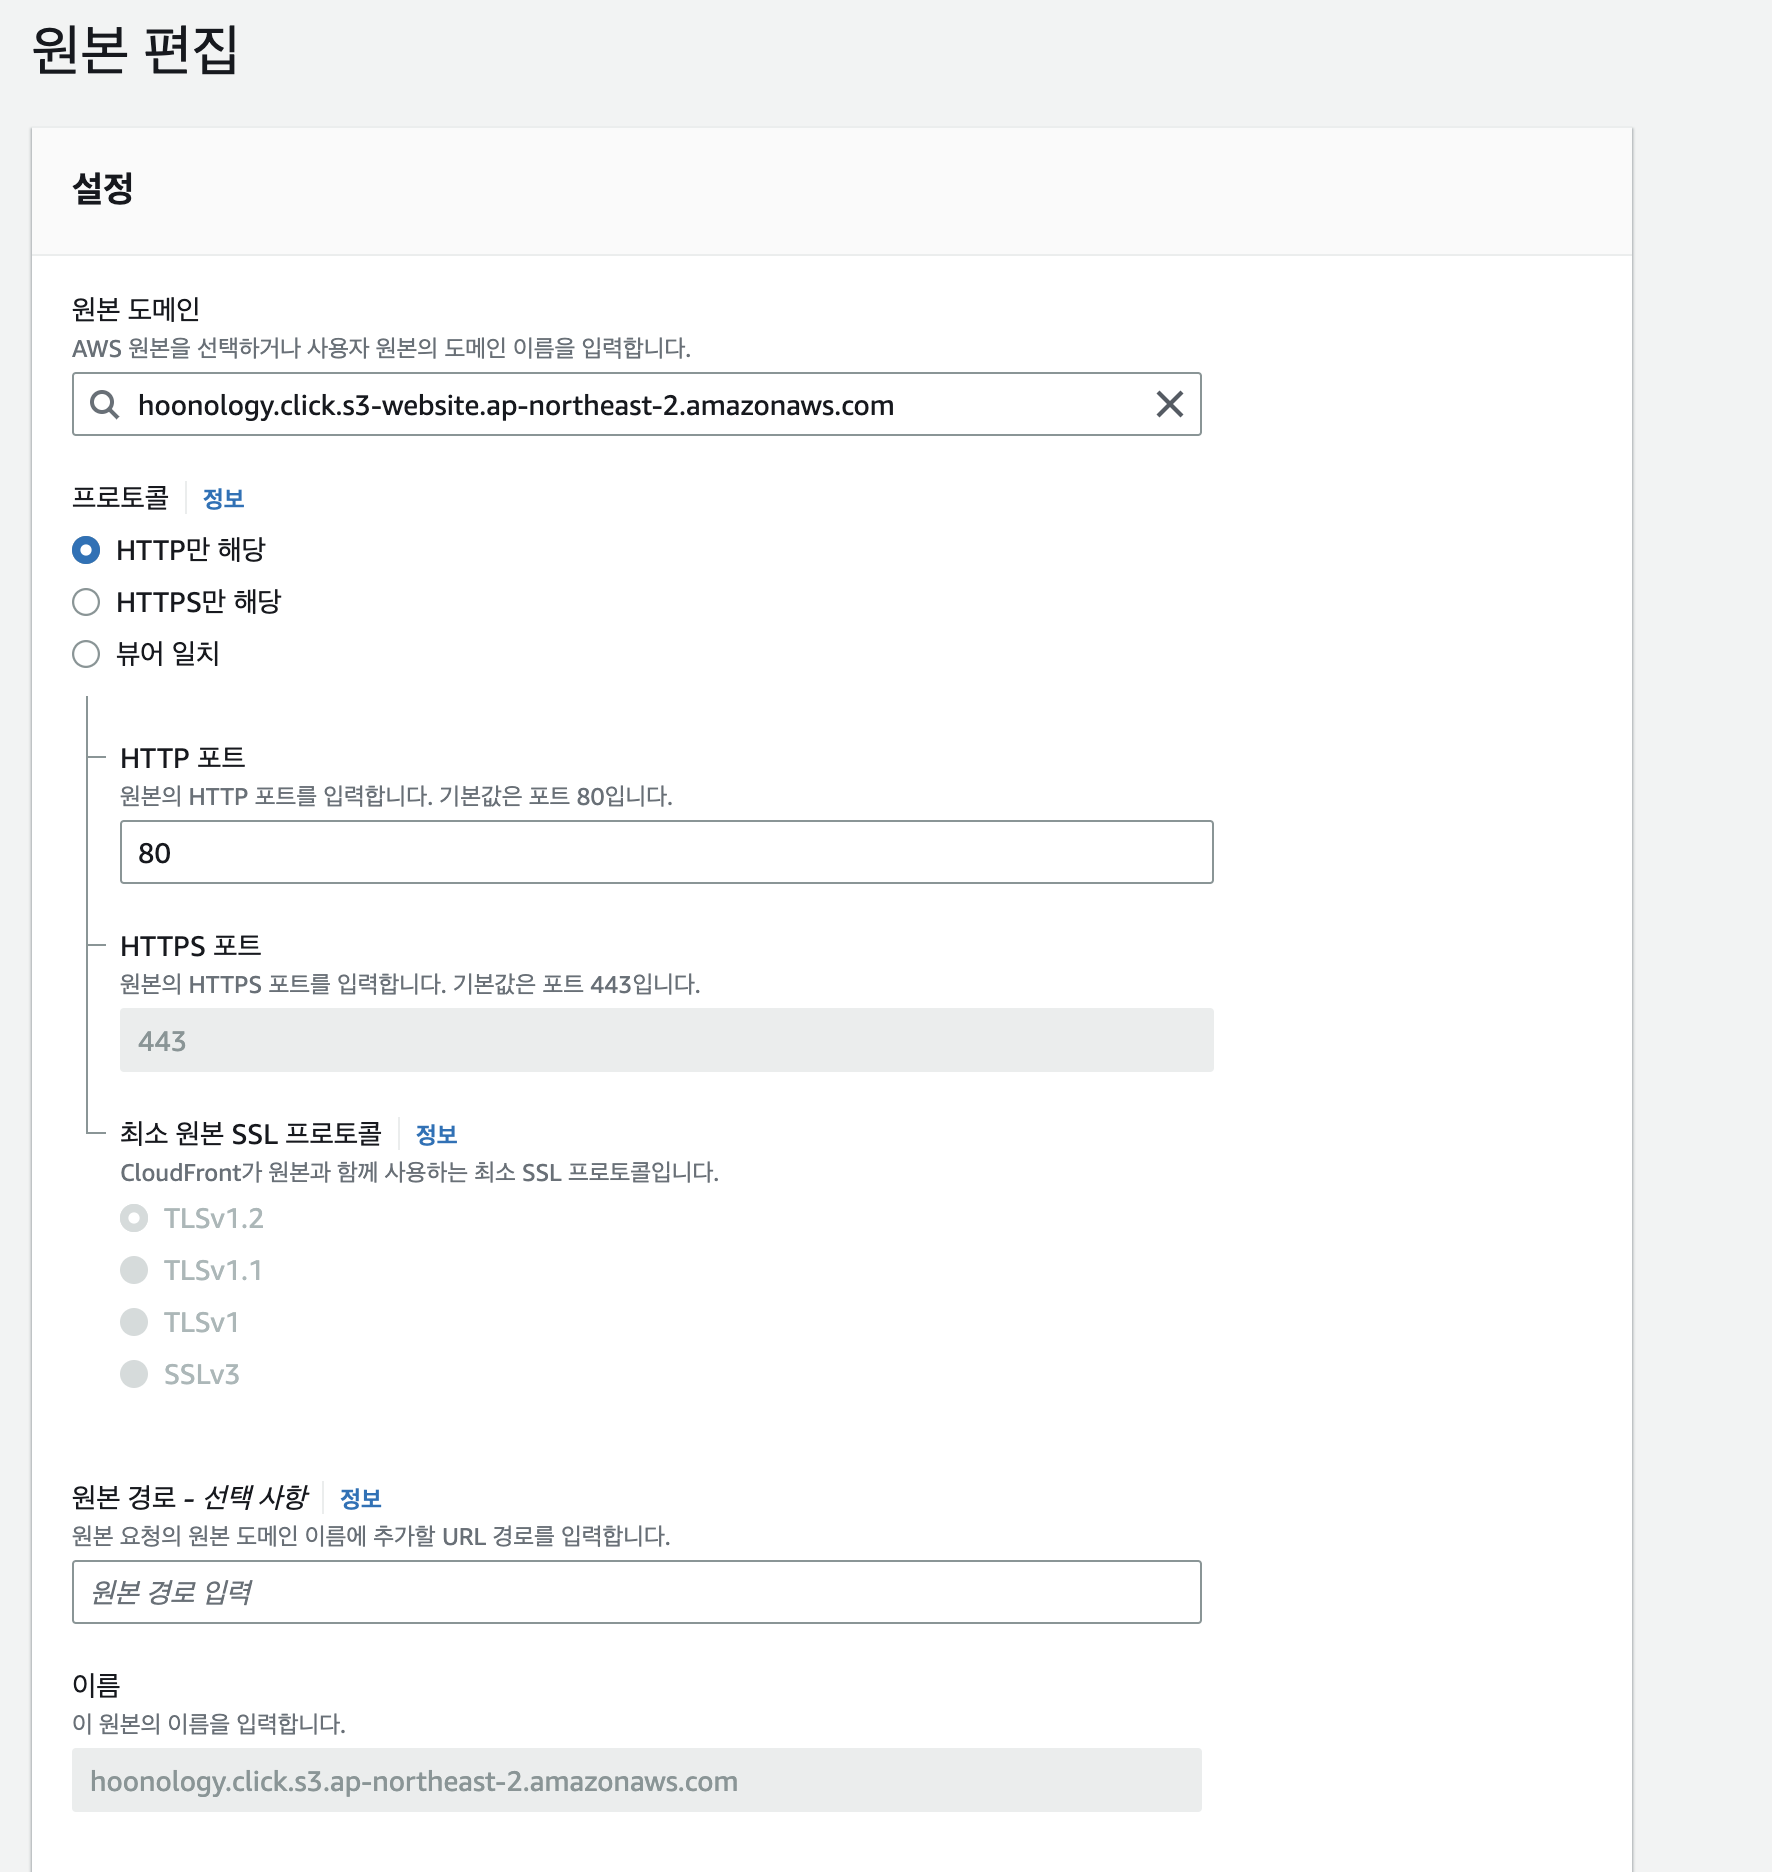 원본 편집
설정
원본 도메인
AWS 원본을 선택하거나 사용자 원본의 도메인 이름을 입력합니다.
hoonology.click.s3-website.ap-northeast-2.amazonaws.com
프로토콜 정보
HTTP만 해당
HTTPS만 해당
뷰어 일치
HTTP 포트
원본의 HTTP 포트를 입력합니다. 기본값은 포트 80입니다.
80
HTTPS 포트
원본의 HTTPS 포트를 입력합니다. 기본값은 포트 443입니다.
443
최소 원본 SSL 프로토콜 정보
CloudFront가 원본과 함께 사용하는 최소 SSL 프로토콜입니다.
TLSv1.2
TLSv1.1
TLSv1
SSLv3
원본 경로 - 선택 사항 정보
원본 요청의 원본 도메인 이름에 추가할 URL 경로를 입력합니다.
원본 경로 입력
이름
이 원본의 이름을 입력합니다.
hoonology.click.s3.ap-northeast-2.amazonaws.com